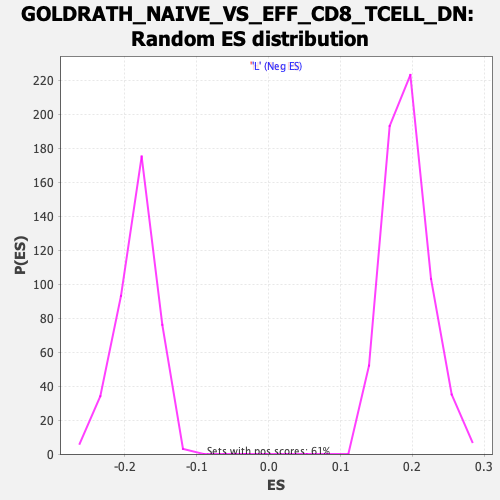 GOLDRATH_NAIVE_VS_EFF_CD8_TCELL_DN:
Random ES distribution
"L" (Neg ES)
P(ES)
220
200
180
160
140
120
100
80
60
40
20
0
Sets with pos scores: 61%
-0.2 -0.1 0.0 0.1 0.2 0.3
ES